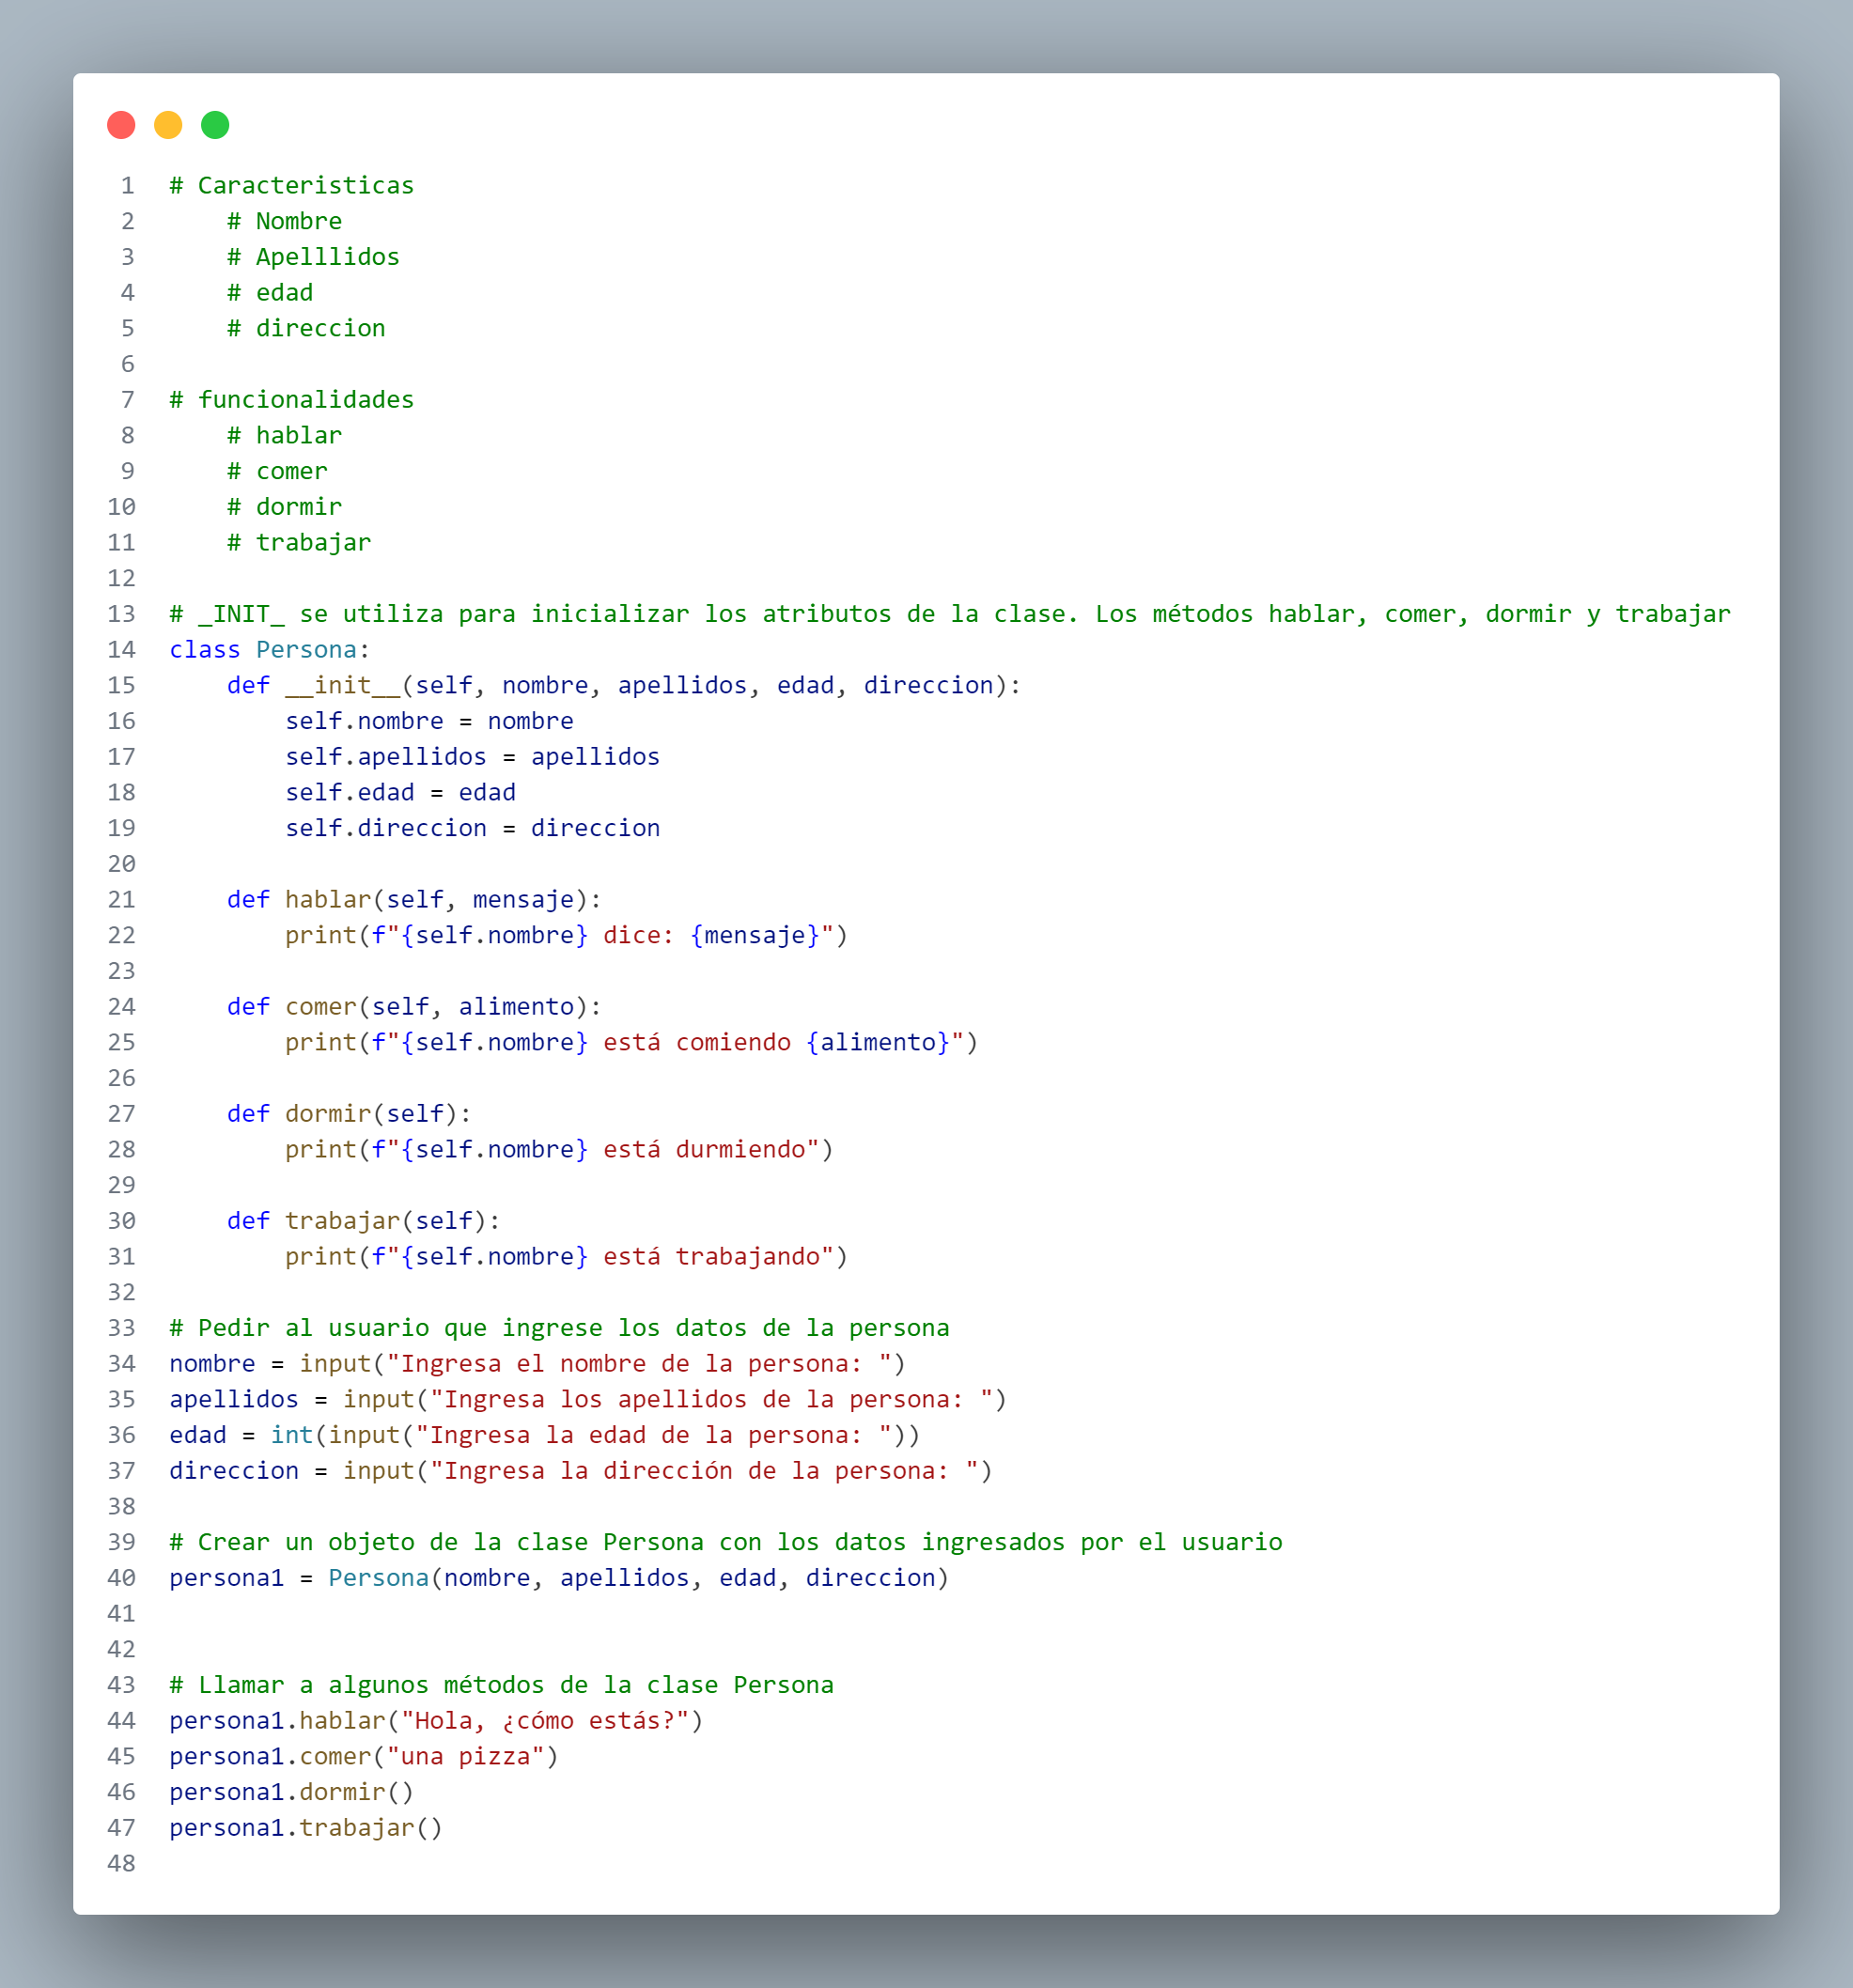 1 # Caracteristicas
2     # Nombre
3     # Apelllidos
4     # edad
5     # direccion
6
7 # funcionalidades
8     # hablar
9     # comer
10     # dormir
11     # trabajar
12
13 # _INIT_ se utiliza para inicializar los atributos de la clase. Los métodos hablar, comer, dormir y trabajar
14 class Persona:
15     def __init__(self, nombre, apellidos, edad, direccion):
16         self.nombre = nombre
17         self.apellidos = apellidos
18         self.edad = edad
19         self.direccion = direccion
20
21     def hablar(self, mensaje):
22         print(f"{self.nombre} dice: {mensaje}")
23
24     def comer(self, alimento):
25         print(f"{self.nombre} está comiendo {alimento}")
26
27     def dormir(self):
28         print(f"{self.nombre} está durmiendo")
29
30     def trabajar(self):
31         print(f"{self.nombre} está trabajando")
32
33 # Pedir al usuario que ingrese los datos de la persona
34 nombre = input("Ingresa el nombre de la persona: ")
35 apellidos = input("Ingresa los apellidos de la persona: ")
36 edad = int(input("Ingresa la edad de la persona: "))
37 direccion = input("Ingresa la dirección de la persona: ")
38
39 # Crear un objeto de la clase Persona con los datos ingresados por el usuario
40 persona1 = Persona(nombre, apellidos, edad, direccion)
41
42
43 # Llamar a algunos métodos de la clase Persona
44 persona1.hablar("Hola, ¿cómo estás?")
45 persona1.comer("una pizza")
46 persona1.dormir()
47 persona1.trabajar()
48